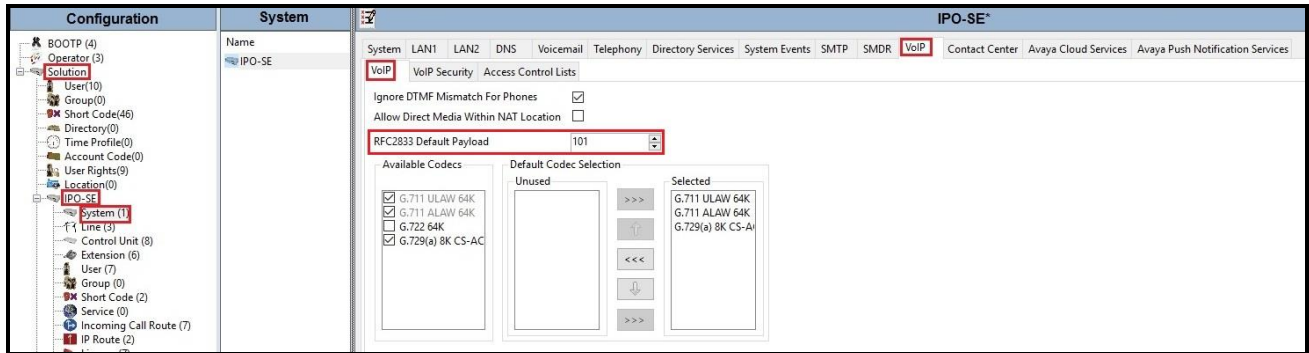 Configuration
BOOTP (4)
Operator (3)
Solution
User(10)
Group(0)
Short Code(46)
Directory(0)
Time Profile(0)
Account Code(0)
User Rights(9)
Location(0)
IPO-SE
System (1)
Line (3)
Control Unit (8)
Extension (6)
User (7)
Group (0)
Short Code (2)
Service (0)
Incoming Call Route (7)
IP Route (2)
System
Name
IPO-SE
IPO-SE*
System LAN1 LAN2 DNS Voicemail Telephony Directory Services System Events SMTP SMDR VoIP Contact Center Avaya Cloud Services Avaya Push Notification Services
VoIP VoIP Security Access Control Lists
Ignore DTMF Mismatch For Phones
Allow Direct Media Within NAT Location
RFC2833 Default Payload 101
Available Codecs
G.711 ULAW 64K
G.711 ALAW 64K
G.722 64K
G.729(a) 8K CS-AC
Default Codec Selection
Unused
>>>
<<<
>>>
Selected
G.711 ULAW 64K
G.711 ALAW 64K
G.729(a) 8K CS-A